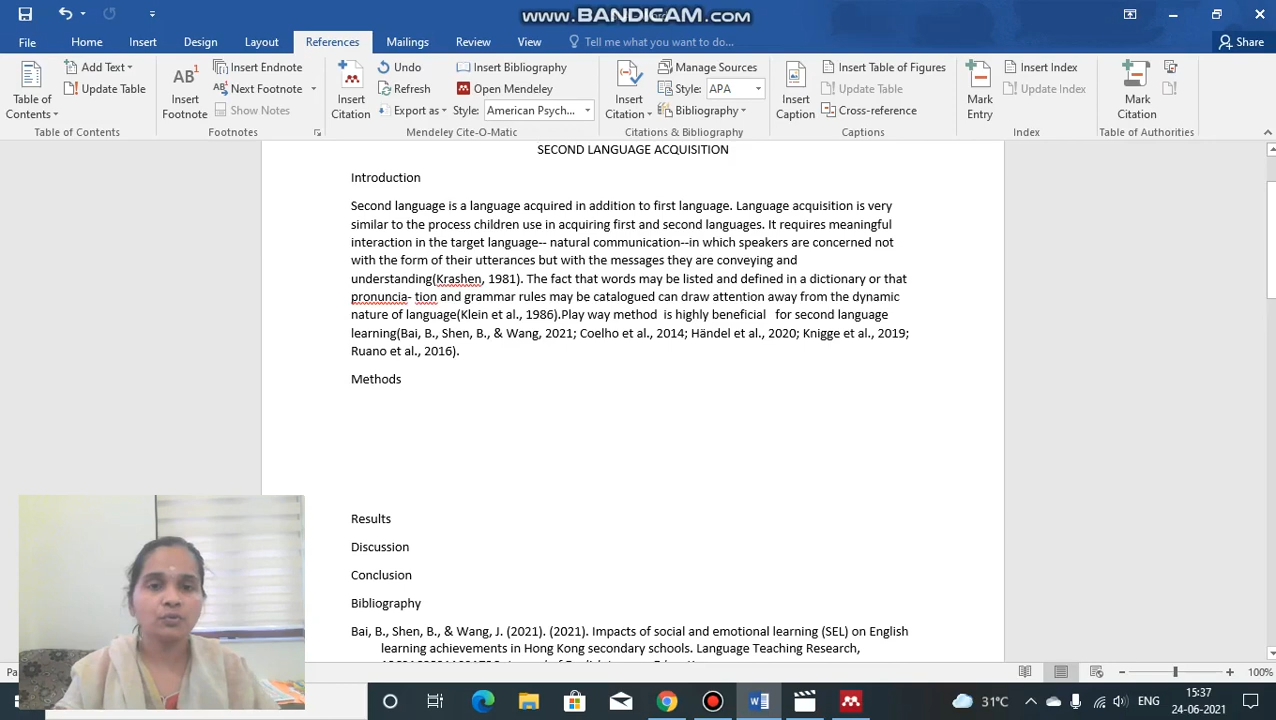 www.BANDICAM.com
File Home Insert Design Layout References Mailings Review View Tell me what you want to do... Share
Table of Contents
Add Text
Update Table
Table of Contents
AB1
Insert Footnote
Insert Endnote
AB Next Footnote
Show Notes
Footnotes
Insert Citation
Undo
Refresh
Export as
Insert Bibliography
Open Mendeley
Style: American Psych...
Mendeley Cite-O-Matic
Insert Citation
Manage Sources
Style: APA
Bibliography
Citations & Bibliography
Insert Caption
Insert Table of Figures
Update Table
Cross-reference
Captions
Mark Entry
Insert Index
Update Index
Index
Mark Citation
Table of Authorities
SECOND LANGUAGE ACQUISITION
Introduction
Second language is a language acquired in addition to first language. Language acquisition is very
similar to the process children use in acquiring first and second languages. It requires meaningful
interaction in the target language-- natural communication--in which speakers are concerned not
with the form of their utterances but with the messages they are conveying and
understanding(Krashen, 1981). The fact that words may be listed and defined in a dictionary or that
pronuncia- tion and grammar rules may be catalogued can draw attention away from the dynamic
nature of language(Klein et al., 1986).Play way method is highly beneficial for second language
learning(Bai, B., Shen, B., & Wang, 2021; Coelho et al., 2014; Händel et al., 2020; Knigge et al., 2019;
Ruano et al., 2016).
Methods
Results
Discussion
Conclusion
Bibliography
Bai, B., Shen, B., & Wang, J. (2021). (2021). Impacts of social and emotional learning (SEL) on English
learning achievements in Hong Kong secondary schools. Language Teaching Research,
100%
31°C ENG 15:37
24-06-2021